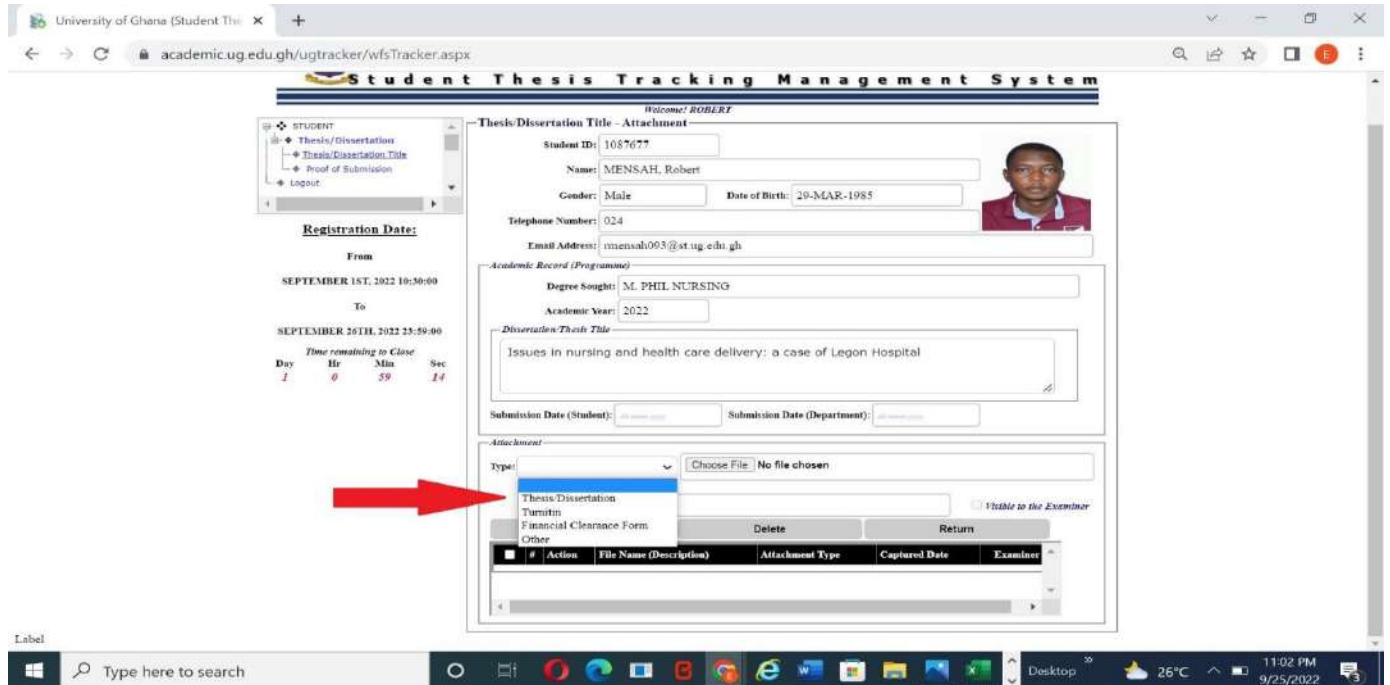 University of Ghana (Student The
academic.ug.edu.gh/ugtracker/wfsTracker.aspx
E
Student Thesis Tracking Management System
Welcome! ROBERT
STUDENT
Thesis/Dissertation
Thesis/Dissertation Title
Proof of Submission
Logout
Registration Date:
From
SEPTEMBER 1ST, 2022 10:30:00
To
SEPTEMBER 26TH, 2022 23:59:00
Time remaining to Close
Day Hr Min Sec
1 0 59 14
Thesis/Dissertation Title - Attachment
Student ID: 1087677
Name: MENSAH, Robert
Gender: Male Date of Birth: 29-MAR-1985
Telephone Number: 024
Email Address: rmensah093@st.ug.edu.gh
Academic Record (Programme)
Degree Sought: M. PHIL NURSING
Academic Year: 2022
Dissertation/Thesis Title
Issues in nursing and health care delivery: a case of Legon Hospital
Submission Date (Student): Submission Date (Department):
Attachment
Type: Choose File No file chosen
Thesis/Dissertation
Turnitin
Financial Clearance Form
Other
Visible to the Examiner
Delete Return
# Action File Name (Description) Attachment Type Captured Date Examiner
Label
Type here to search
Desktop
26°C
11:02 PM
9/25/2022
3